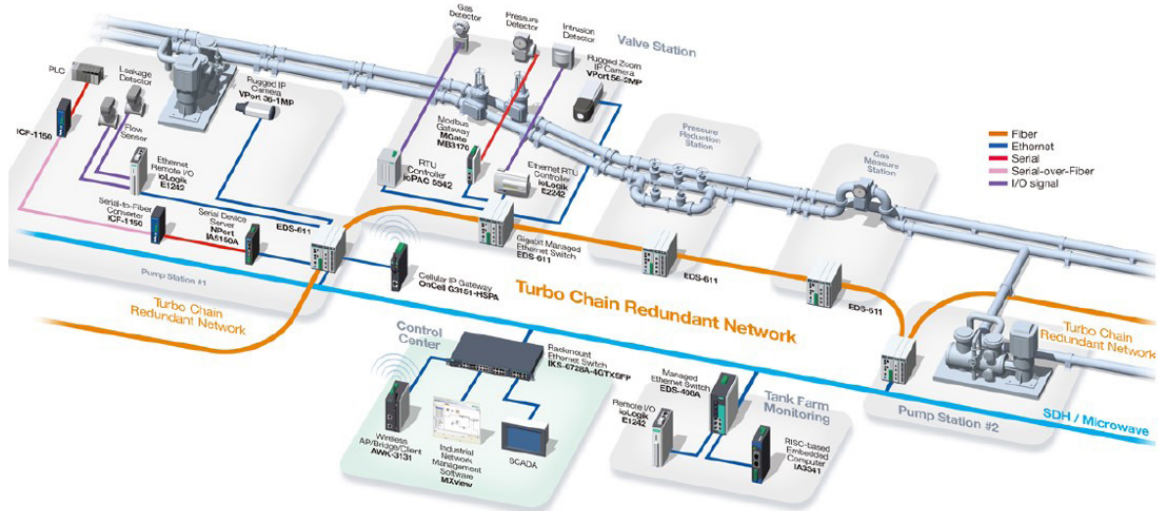 Gas
Detector
Pressure
Detector
Intrusion
Detector
Valve Station
Rugged Zoom
IP Camera
VPort 56-2MP
PLC
Leakage
Detector
Rugged IP
Camera
VPort 36-1MP
ICF-1150
Flow
Sensor
Ethernet
Remote I/O
ioLogik
E1242
Modbus
Gateway
MGate
MB3170
RTU
Controller
ioPAC 5542
Ethernet RTU
Controller
ioLogik
E2242
Pressure
Reduction
Station
Gas
Measure
Station
Fiber
Ethernet
Serial
Serial-over-Fiber
I/O signal
Serial-to-Fiber
Converter
ICF-1150
Serial Device
Server
NPort
IA5150A
EDS-611
Gigabit Managed
Ethernet Switch
EDS-611
EDS-611
EDS-611
Pump Station #1
Cellular IP Gateway
OnCell G3151-HSPA
Turbo Chain
Redundant Network
Turbo Chain Redundant Network
Turbo Chain
Redundant Network
Control
Center
Rackmount
Ethernet Switch
IKS-6728A-4GTXSFP
Managed
Ethernet Switch
EDS-400A
Tank Farm
Monitoring
Remote I/O
ioLogik
E1242
Pump Station #2
SDH / Microwave
Wireless
AP/Bridge/Client
AWK-3131
Industrial
Network
Management
Software
MXview
SCADA
RISC-based
Embedded
Computer
IA3341